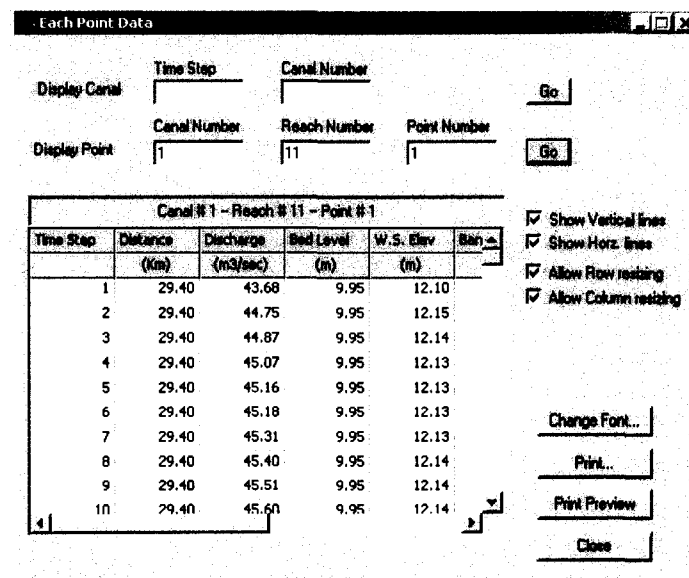 Each Point Data
Time Step Canal Number
Display Canal Go
Canal Number Reach Number Point Number
Display Point 1 11 1 Go
Canal # 1 - Reach # 11 - Point # 1
Time Step Distance Discharge Bed Level W.S. Elev Ban
(Km) (m3/sec) (m) (m)
1 29.40 43.68 9.95 12.10
2 29.40 44.75 9.95 12.15
3 29.40 44.87 9.95 12.14
4 29.40 45.07 9.95 12.13
5 29.40 45.16 9.95 12.13
6 29.40 45.18 9.95 12.13
7 29.40 45.31 9.95 12.13
8 29.40 45.40 9.95 12.14
9 29.40 45.51 9.95 12.14
10 29.40 45.60 9.95 12.14
Show Vertical lines
Show Horz. lines
Allow Row resizing
Allow Column resizing
Change Font...
Print...
Print Preview
Close